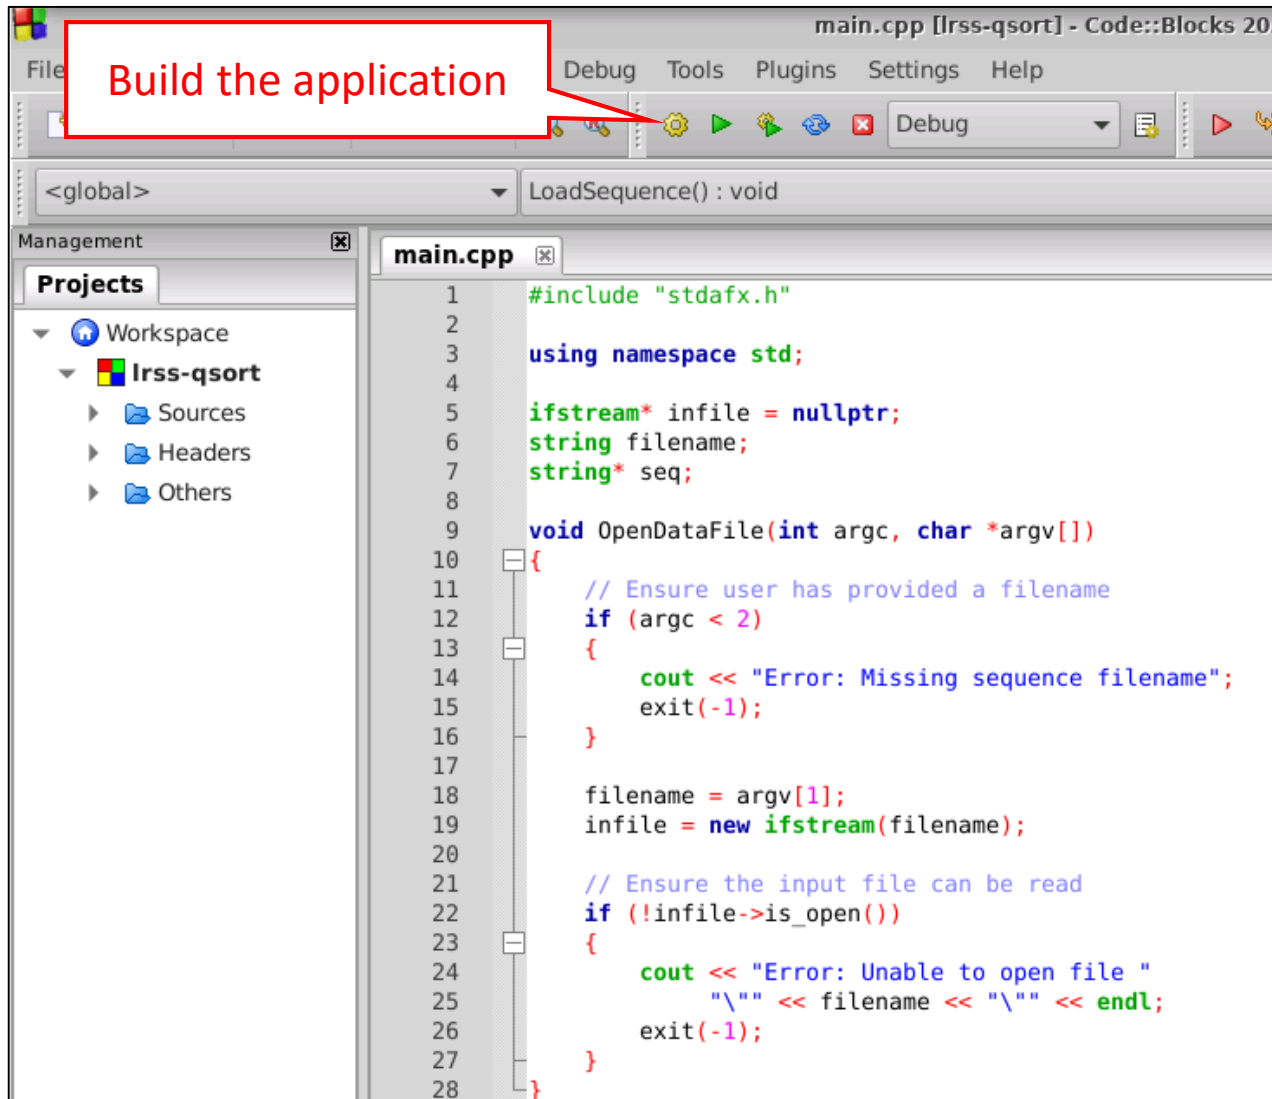 main.cpp [lrss-qsort] - Code::Blocks 20.
File
Debug Tools Plugins Settings Help
Build the application
Debug
<global>
LoadSequence() : void
Management
Projects
Workspace
lrss-qsort
Sources
Headers
Others
main.cpp
1 #include "stdafx.h"
2
3 using namespace std;
4
5 ifstream* infile = nullptr;
6 string filename;
7 string* seq;
8
9 void OpenDataFile(int argc, char *argv[])
10 {
11 // Ensure user has provided a filename
12 if (argc < 2)
13 {
14 cout << "Error: Missing sequence filename";
15 exit(-1);
16 }
17
18 filename = argv[1];
19 infile = new ifstream(filename);
20
21 // Ensure the input file can be read
22 if (!infile->is_open())
23 {
24 cout << "Error: Unable to open file "
25 "\"" << filename << "\"" << endl;
26 exit(-1);
27 }
28 }